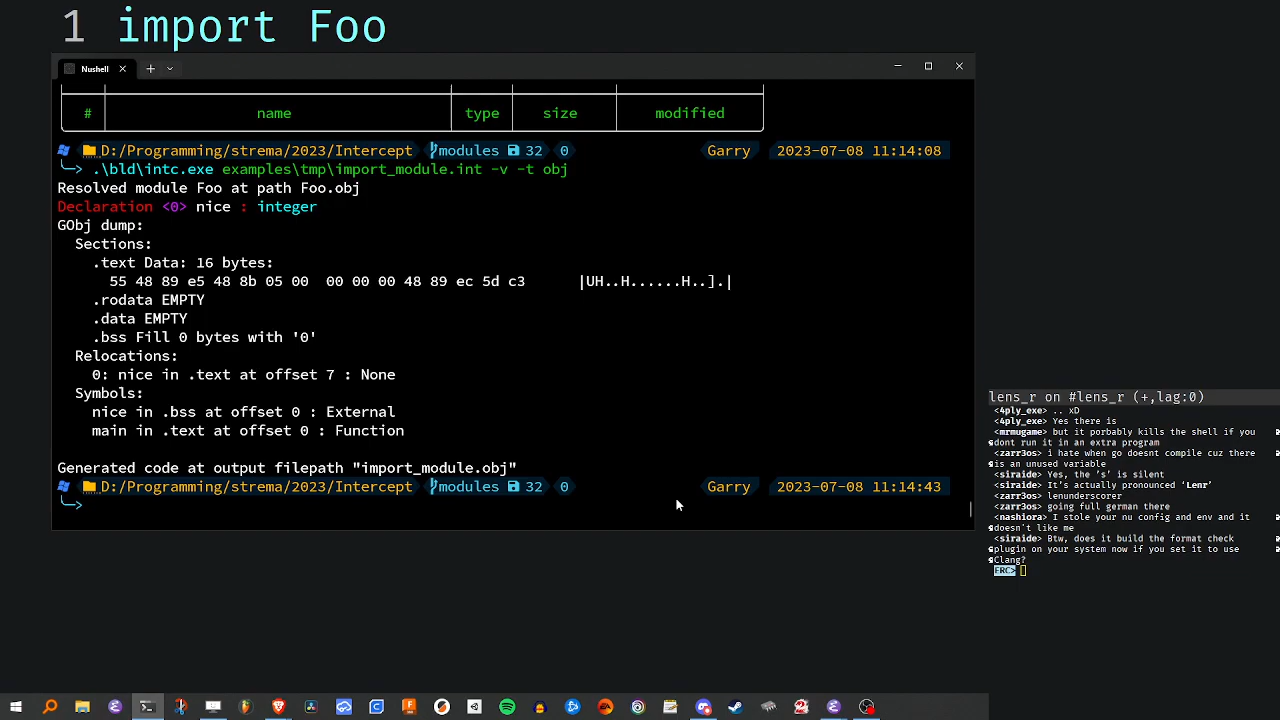 1 import Foo
Nushell
# name type size modified
D:/Programming/strema/2023/Intercept modules 32 0 Garry 2023-07-08 11:14:08
.\bld\intc.exe examples\tmp\import_module.int -v -t obj
Resolved module Foo at path Foo.obj
Declaration <0> nice : integer
GObj dump:
Sections:
.text Data: 16 bytes:
55 48 89 e5 48 8b 05 00  00 00 00 48 89 ec 5d c3 |UH..H......H..].|
.rodata EMPTY
.data EMPTY
.bss Fill 0 bytes with '0'
Relocations:
0: nice in .text at offset 7 : None
Symbols:
nice in .bss at offset 0 : External
main in .text at offset 0 : Function
Generated code at output filepath "import_module.obj"
D:/Programming/strema/2023/Intercept modules 32 0 Garry 2023-07-08 11:14:43
lens_r on #lens_r (+,lag:0)
<4ply_exe> .. xD
<4ply_exe> Yes there is
<mrmugame> but it porbably kills the shell if you
dont run it in an extra program
<zarr3os> i hate when go doesnt compile cuz there
is an unused variable
<siraide> Yes, the 's' is silent
<siraide> It's actually pronounced 'Lenr'
<zarr3os> lenunderscorer
<zarr3os> going full german there
<nashiora> I stole your nu config and env and it
doesn't like me
<siraide> Btw, does it build the format check
plugin on your system now if you set it to use
Clang?
ERC>